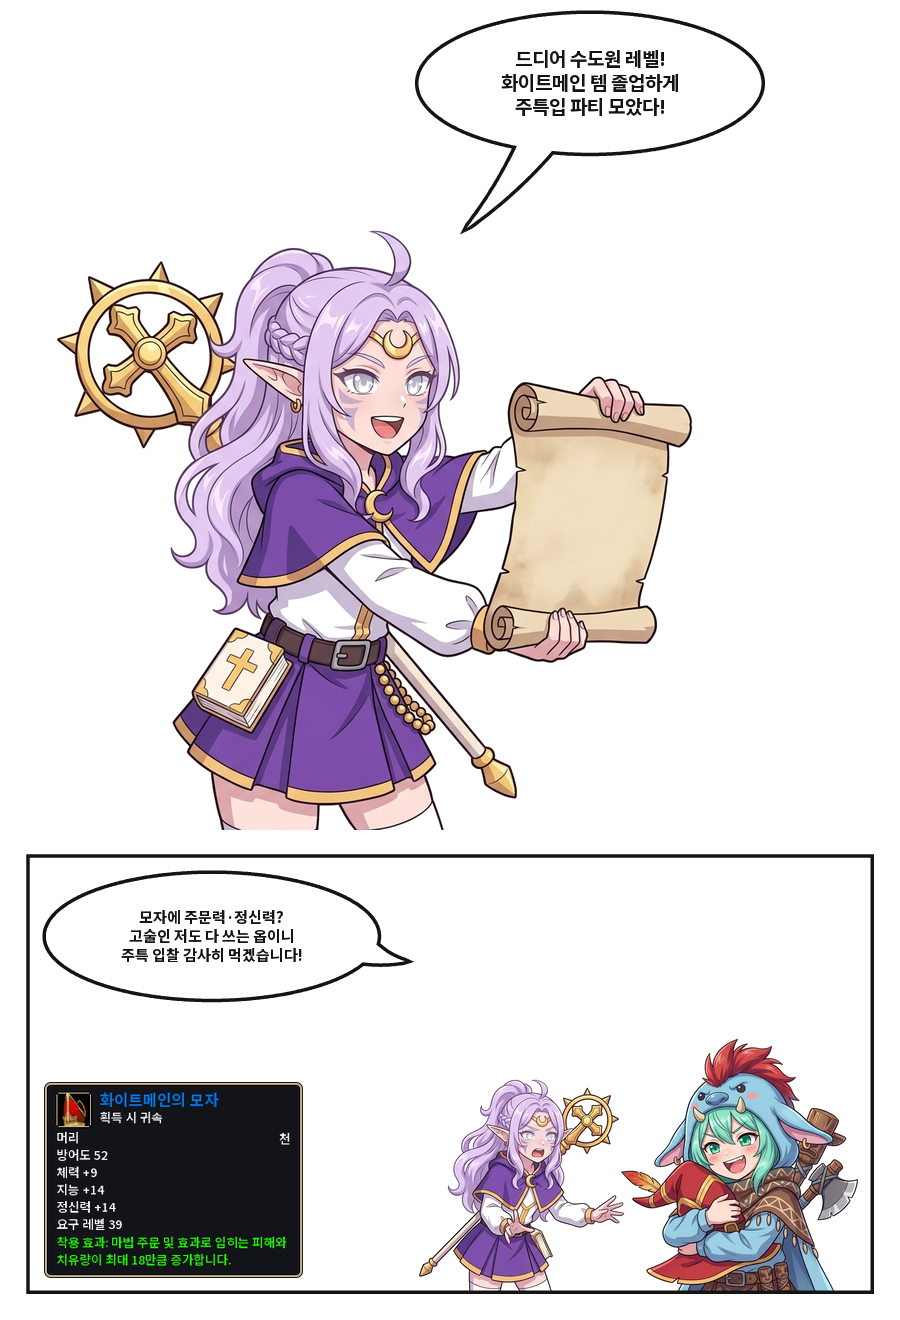 드디어 수도원 레벨!
화이트메인 템 졸업하게
주특입 파티 모았다!
모자에 주문력·정신력?
고술인 저도 다 쓰는 옵이니
주특 입찰 감사히 먹겠습니다!
화이트메인의 모자
획득 시 귀속
머리 천
방어도 52
체력 +9
지능 +14
정신력 +14
요구 레벨 39
착용 효과: 마법 주문 및 효과로 입히는 피해와
치유량이 최대 18만큼 증가합니다.